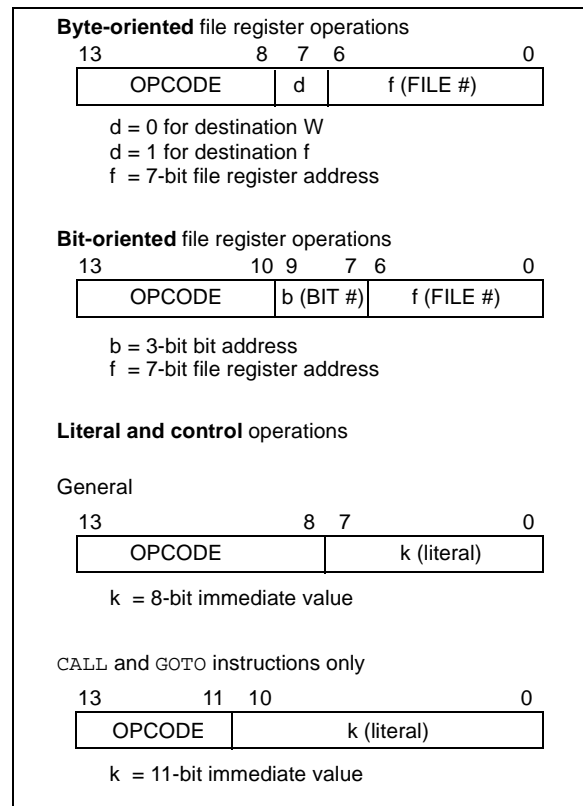 Byte-oriented file register operations
13 8 7 6 0
OPCODE d f (FILE #)
d = 0 for destination W
d = 1 for destination f
f = 7-bit file register address
Bit-oriented file register operations
13 10 9 7 6 0
OPCODE b (BIT #) f (FILE #)
b = 3-bit bit address
f = 7-bit file register address
Literal and control operations
General
13 8 7 0
OPCODE k (literal)
k = 8-bit immediate value
CALL and GOTO instructions only
13 11 10 0
OPCODE k (literal)
k = 11-bit immediate value